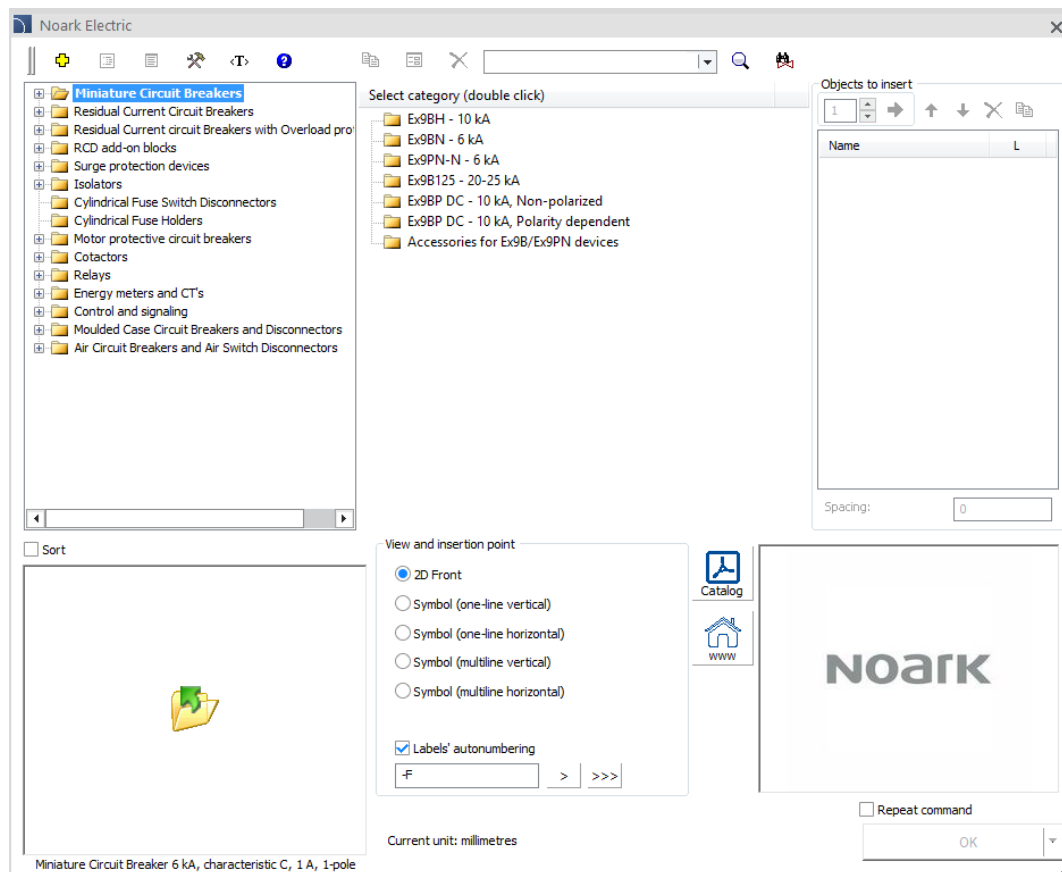 Noark Electric
<T>
?
Miniature Circuit Breakers
Residual Current Circuit Breakers
Residual Current circuit Breakers with Overload pro
RCD add-on blocks
Surge protection devices
Isolators
Cylindrical Fuse Switch Disconnectors
Cylindrical Fuse Holders
Motor protective circuit breakers
Cotactors
Relays
Energy meters and CT's
Control and signaling
Moulded Case Circuit Breakers and Disconnectors
Air Circuit Breakers and Air Switch Disconnectors
Sort
Miniature Circuit Breaker 6 kA, characteristic C, 1 A, 1-pole
Select category (double click)
Ex9BH - 10 kA
Ex9BN - 6 kA
Ex9PN-N - 6 kA
Ex9B125 - 20-25 kA
Ex9BP DC - 10 kA, Non-polarized
Ex9BP DC - 10 kA, Polarity dependent
Accessories for Ex9B/Ex9PN devices
View and insertion point
2D Front
Symbol (one-line vertical)
Symbol (one-line horizontal)
Symbol (multiline vertical)
Symbol (multiline horizontal)
Labels' autonumbering
-F
> >>>
Current unit: millimetres
Catalog
www
Objects to insert
1
Name L
Spacing: 0
NOARK
Repeat command
OK